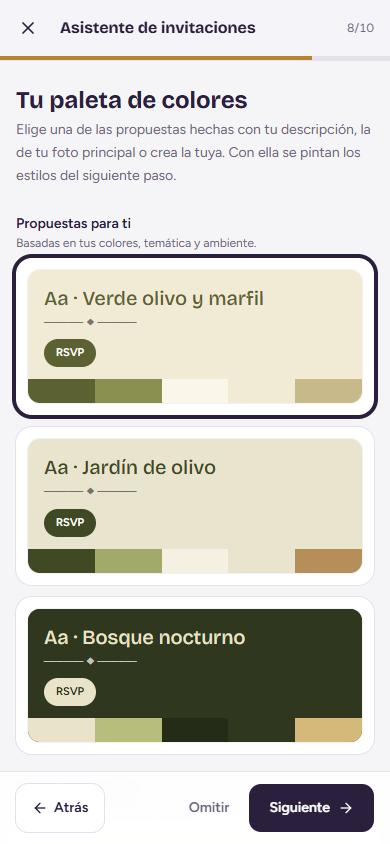 Asistente de invitaciones
8/10
Tu paleta de colores
Elige una de las propuestas hechas con tu descripción, la
de tu foto principal o crea la tuya. Con ella se pintan los
estilos del siguiente paso.
Propuestas para ti
Basadas en tus colores, temática y ambiente.
Aa · Verde olivo y marfil
RSVP
Aa · Jardín de olivo
RSVP
Aa · Bosque nocturno
RSVP
Atrás
Omitir
Siguiente